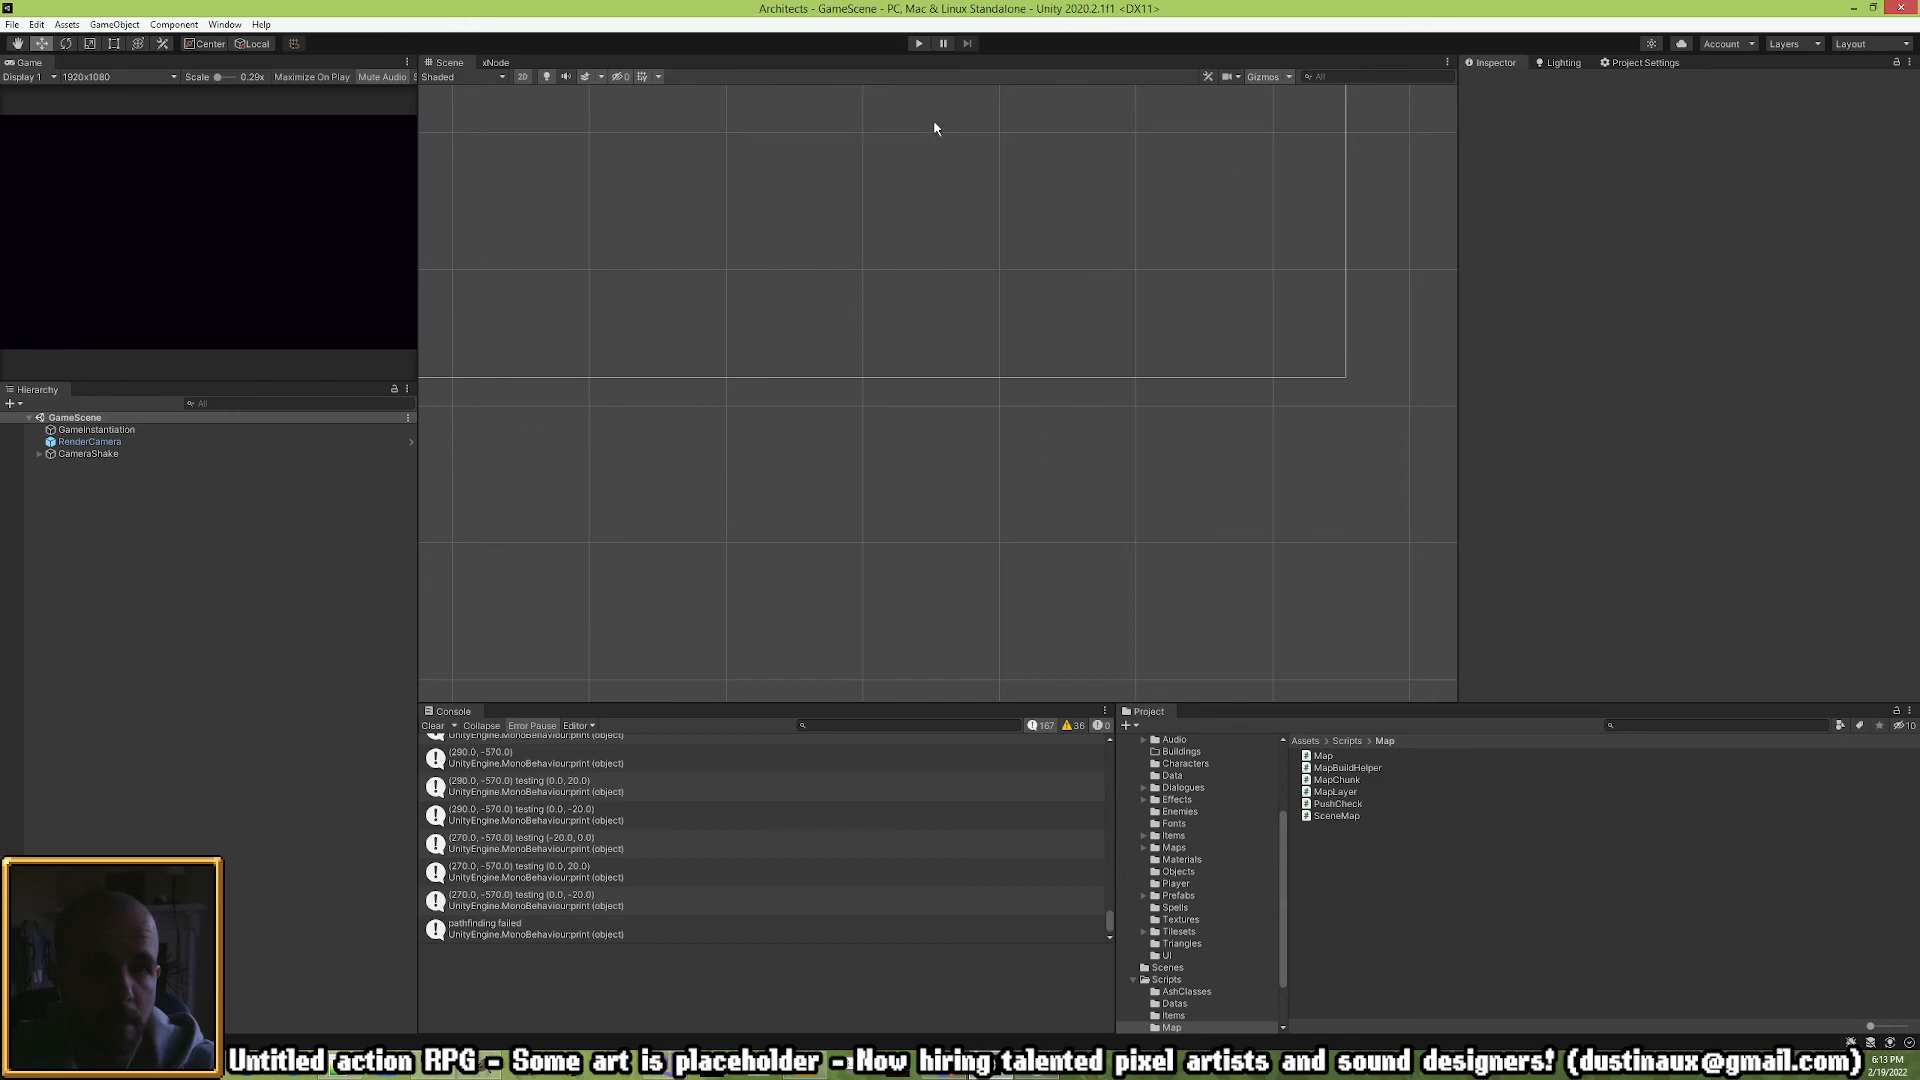 Architects - GameScene - PC, Mac & Linux Standalone - Unity 2020.2.1f1 <DX11>
File Edit Assets GameObject Component Window Help
Center Local
Account Layers Layout
Game
Scene xNode
Inspector Lighting Project Settings
Display 1 1920x1080 Scale 0.29x Maximize On Play Mute Audio
Shaded 2D 0 Gizmos All
Hierarchy
All
GameScene
GameInstantiation
RenderCamera
CameraShake
Console
Clear Collapse Error Pause Editor 167 36 0
UnityEngine.MonoBehaviour:print (object)
(290.0, -570.0)
UnityEngine.MonoBehaviour:print (object)
(290.0, -570.0) testing (0.0, 20.0)
UnityEngine.MonoBehaviour:print (object)
(290.0, -570.0) testing (0.0, -20.0)
UnityEngine.MonoBehaviour:print (object)
(270.0, -570.0) testing (-20.0, 0.0)
UnityEngine.MonoBehaviour:print (object)
(270.0, -570.0) testing (0.0, 20.0)
UnityEngine.MonoBehaviour:print (object)
(270.0, -570.0) testing (0.0, -20.0)
UnityEngine.MonoBehaviour:print (object)
pathfinding failed
UnityEngine.MonoBehaviour:print (object)
Project
10
Audio
Buildings
Characters
Data
Dialogues
Effects
Enemies
Fonts
Items
Maps
Materials
Objects
Player
Prefabs
Spells
Textures
Tilesets
Triangles
UI
Scenes
Scripts
AshClasses
Datas
Items
Map
Assets > Scripts > Map
Map
MapBuildHelper
MapChunk
MapLayer
PushCheck
SceneMap
Untitled action RPG - Some art is placeholder - Now hiring talented pixel artists and sound designers! (dustinaux@gmail.com)
6:13 PM
2/19/2022